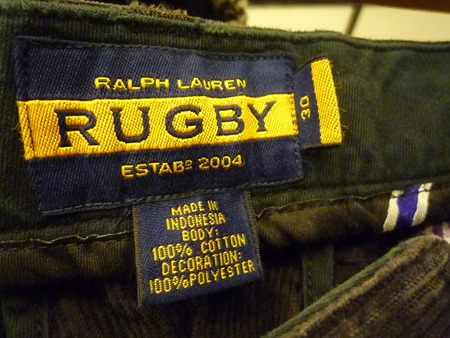 RALPH LAUREN
RUGBY
ESTABD 2004
30
MADE IN
INDONESIA
BODY:
100% COTTON
DECORATION:
100% POLYESTER